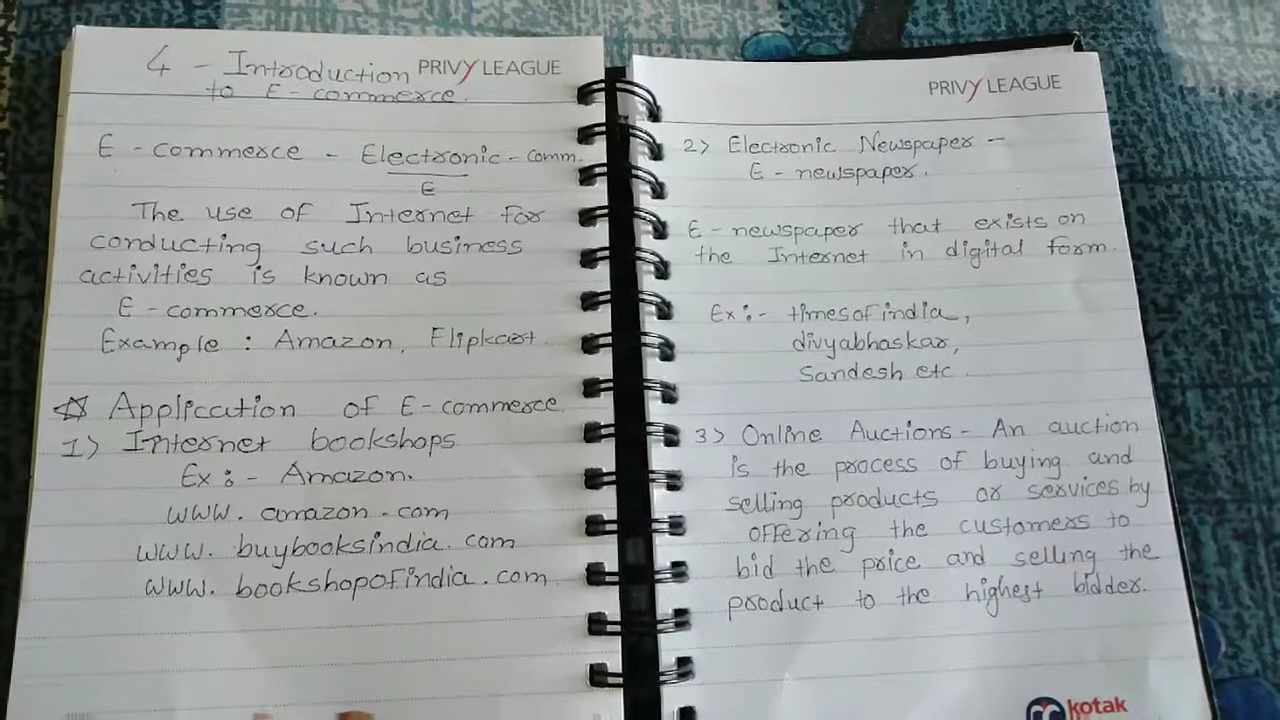 4 - Introduction PRIVY LEAGUE
to E-commerce.
E-commerce - Electronic-comm.
E
The use of Internet for
conducting such business
activities is known as
E-commerce.
Example : Amazon, Flipkart.
☆ Application of E-commerce
1) Internet bookshops
Ex :- Amazon.
www.amazon.com
www.buybooksindia.com
www.bookshopofindia.com
PRIVY LEAGUE
2) Electronic Newspaper -
E-newspaper.
E-newspaper that exists on
the Internet in digital form.
Ex :- timesofindia,
divyabhaskar,
Sandesh etc.
3) Online Auctions - An auction
is the process of buying and
selling products or services by
offering the customers to
bid the price and selling the
product to the highest bidder.
kotak